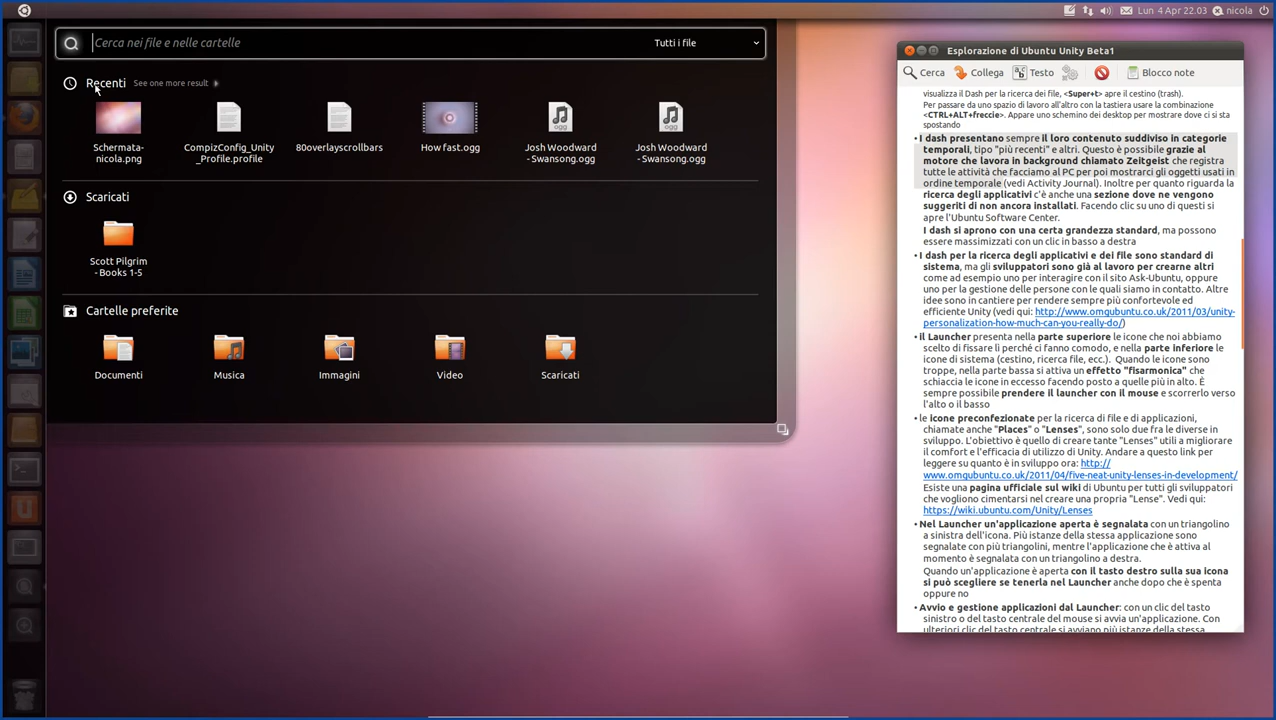 Lun 4 Apr 22.03
nicola
Cerca nei file e nelle cartelle
Tutti i file
Recenti
See one more result
Schermata-
nicola.png
CompizConfig_Unity
_Profile.profile
80overlayscrollbars
How fast.ogg
Josh Woodward
- Swansong.ogg
Josh Woodward
- Swansong.ogg
Scaricati
Scott Pilgrim
- Books 1-5
Cartelle preferite
Documenti
Musica
Immagini
Video
Scaricati
Esplorazione di Ubuntu Unity Beta1
Cerca
Collega
Testo
Blocco note
visualizza il Dash per la ricerca dei file, <Super+t> apre il cestino (trash).
Per passare da uno spazio di lavoro all'altro con la tastiera usare la combinazione
<CTRL+ALT+freccie>. Appare uno schemino dei desktop per mostrare dove ci si sta
spostando
• I dash presentano sempre il loro contenuto suddiviso in categorie
temporali, tipo "più recenti" e altri. Questo è possibile grazie al
motore che lavora in background chiamato Zeitgeist che registra
tutte le attività che facciamo al PC per poi mostrarci gli oggetti usati in
ordine temporale (vedi Activity Journal). Inoltre per quanto riguarda la
ricerca degli applicativi c'è anche una sezione dove ne vengono
suggeriti di non ancora installati. Facendo clic su uno di questi si
apre l'Ubuntu Software Center.
I dash si aprono con una certa grandezza standard, ma possono
essere massimizzati con un clic in basso a destra
• I dash per la ricerca degli applicativi e dei file sono standard di
sistema, ma gli sviluppatori sono già al lavoro per crearne altri
come ad esempio uno per interagire con il sito Ask-Ubuntu, oppure
uno per la gestione delle persone con le quali siamo in contatto. Altre
idee sono in cantiere per rendere sempre più confortevole ed
efficiente Unity (vedi qui: http://www.omgubuntu.co.uk/2011/03/unity-
personalization-how-much-can-you-really-do/)
• il Launcher presenta nella parte superiore le icone che noi abbiamo
scelto di fissare lì perché ci fanno comodo, e nella parte inferiore le
icone di sistema (cestino, ricerca file, ecc.). Quando le icone sono
troppe, nella parte bassa si attiva un effetto "fisarmonica" che
schiaccia le icone in eccesso facendo posto a quelle più in alto. È
sempre possibile prendere il launcher con il mouse e scorrerlo verso
l'alto o il basso
• le icone preconfezionate per la ricerca di file e di applicazioni,
chiamate anche "Places" o "Lenses", sono solo due fra le diverse in
sviluppo. L'obiettivo è quello di creare tante "Lenses" utili a migliorare
il comfort e l'efficacia di utilizzo di Unity. Andare a questo link per
leggere su quanto è in sviluppo ora: http://
www.omgubuntu.co.uk/2011/04/five-neat-unity-lenses-in-development/
Esiste una pagina ufficiale sul wiki di Ubuntu per tutti gli sviluppatori
che vogliono cimentarsi nel creare una propria "Lense". Vedi qui:
https://wiki.ubuntu.com/Unity/Lenses
• Nel Launcher un'applicazione aperta è segnalata con un triangolino
a sinistra dell'icona. Più istanze della stessa applicazione sono
segnalate con più triangolini, mentre l'applicazione che è attiva al
momento è segnalata con un triangolino a destra.
Quando un'applicazione è aperta con il tasto destro sulla sua icona
si può scegliere se tenerla nel Launcher anche dopo che è spenta
oppure no
• Avvio e gestione applicazioni dal Launcher: con un clic del tasto
sinistro o del tasto centrale del mouse si avvia un'applicazione. Con
ulteriori clic del tasto centrale si avviano più istanze della stessa